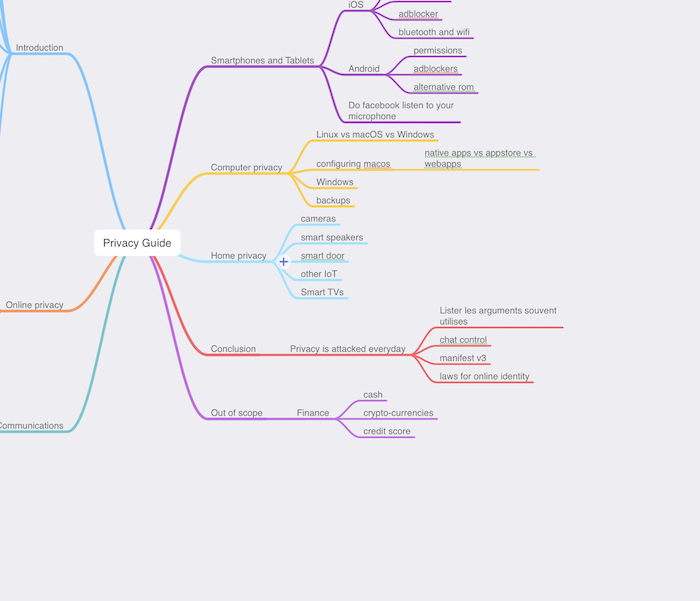 iOS
adblocker
bluetooth and wifi
Introduction
Smartphones and Tablets
permissions
Android
adblockers
alternative rom
Do facebook listen to your
microphone
Linux vs macOS vs Windows
native apps vs appstore vs
webapps
Computer privacy
configuring macos
Windows
backups
Privacy Guide
cameras
smart speakers
Home privacy
smart door
other IoT
Smart TVs
Online privacy
Lister les arguments souvent
utilises
Conclusion
Privacy is attacked everyday
chat control
manifest v3
laws for online identity
cash
Out of scope
Finance
crypto-currencies
credit score
Communications